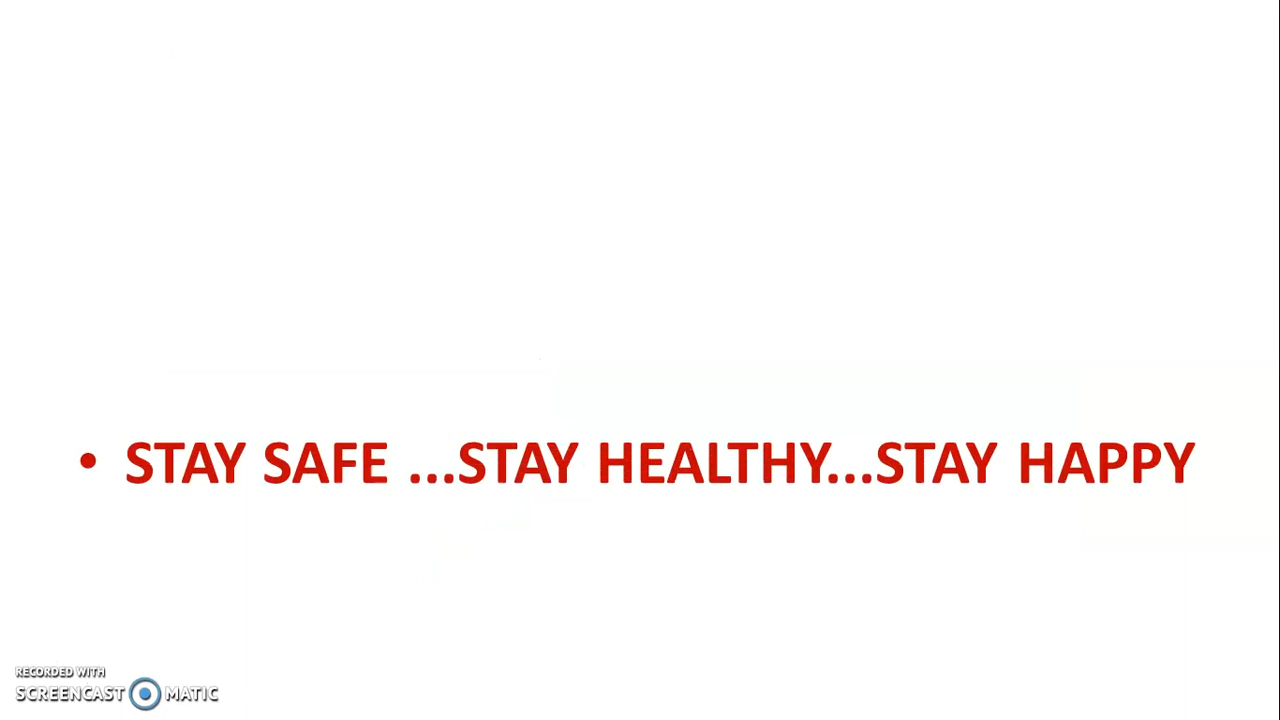 • STAY SAFE ...STAY HEALTHY...STAY HAPPY
RECORDED WITH
SCREENCAST MATIC